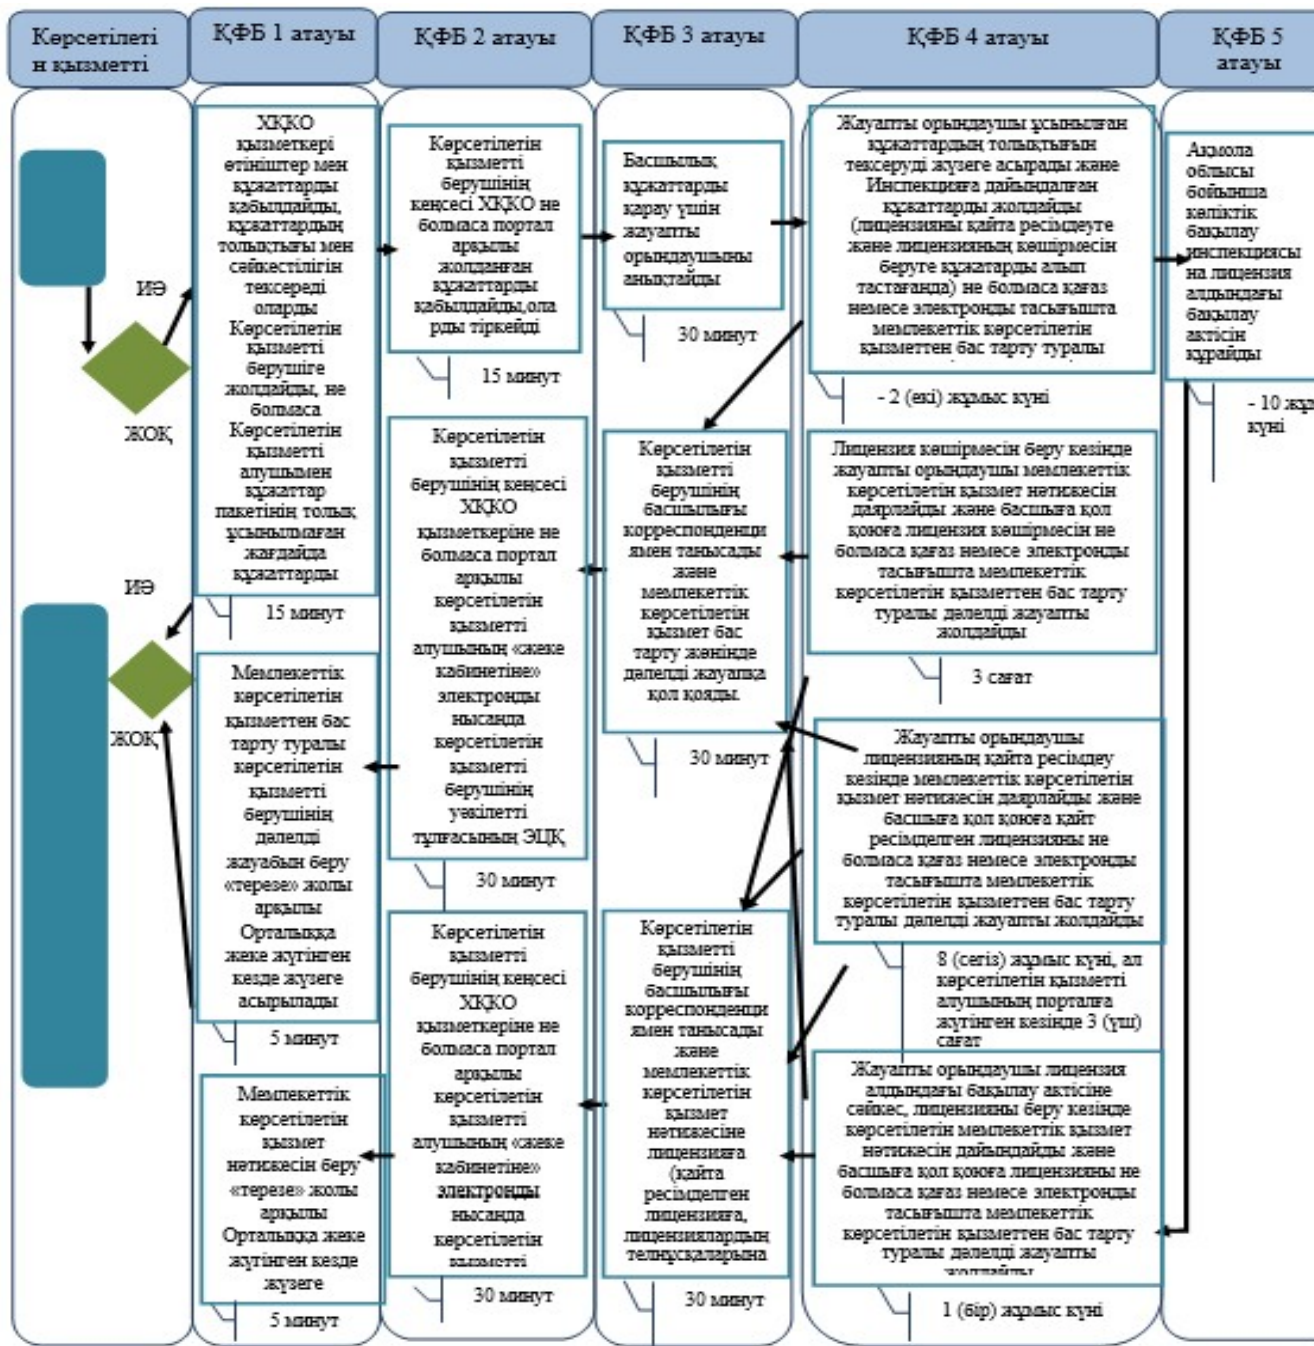 Көрсетілеті
н қызметті
ҚФБ 1 атауы
ҚФБ 2 атауы
ҚФБ 3 атауы
ҚФБ 4 атауы
ҚФБ 5
атауы
ИӘ
ЖОҚ
ИӘ
ЖОҚ
ХҚКО
қызметкері
өтініштер мен
құжаттарды
қабылдайды,
құжаттардың
толықтығы мен
сәйкестілігін
тексереді
оларды
Көрсетілетін
қызметті
берушіге
жолдайды, не
болмаса
Көрсетілетін
қызметті
алушымен
құжаттар
пакетінің толық
ұсынылмаған
жағдайда
құжаттарды
15 минут
Мемлекеттік
көрсетілетін
қызметтен бас
тарту туралы
көрсетілетін
қызметті
берушінің
дәлелді
жауабын беру
«терезе» жолы
арқылы
Орталыққа
жеке жүгінген
кезде жүзеге
асырылады
5 минут
Мемлекеттік
көрсетілетін
қызмет
нәтижесін беру
«терезе» жолы
арқылы
Орталыққа жеке
жүгінген кезде
жүзеге
5 минут
Көрсетілетін
қызметті
берушінің
кеңсесі ХҚКО не
болмаса портал
арқылы
жолданған
құжаттарды
қабылдайды,ола
рды тіркейді
15 минут
Көрсетілетін
қызметті
берушінің кеңсесі
ХҚКО
қызметкеріне не
болмаса портал
арқылы
көрсетілетін
қызметті
алушының «жеке
кабинетіне»
электронды
нысанда
көрсетілетін
қызметті
берушінің
уәкілетті
тұлғасының ЭЦҚ
30 минут
Көрсетілетін
қызметті
берушінің кеңсесі
ХҚКО
қызметкеріне не
болмаса портал
арқылы
көрсетілетін
қызметті
алушының «жеке
кабинетіне»
электронды
нысанда
көрсетілетін
қызметті
30 минут
Басшылық
құжаттарды
қарау үшін
жауапты
орындаушыны
анықтайды
30 минут
Көрсетілетін
қызметті
берушінің
басшылығы
корреспонденци
ямен танысады
және
мемлекеттік
көрсетілетін
қызмет бас
тарту жөнінде
дәлелді жауапқа
қол қояды.
30 минут
Көрсетілетін
қызметті
берушінің
басшылығы
корреспонденци
ямен танысады
және
мемлекеттік
көрсетілетін
қызмет
нәтижесіне
лицензияға
(қайта
ресімделген
лицензияға,
лицензиялардың
телнұсқаларына
30 минут
Жауапты орындаушы ұсынылған
құжаттардың толықтығын
тексеруді жүзеге асырады және
Инспекцияға дайындалған
құжаттарды жолдайды
(лицензияны қайта ресімдеуге
және лицензияның көшірмесін
беруге құжатарды алып
тастағанда) не болмаса қағаз
немесе электронды тасығышта
мемлекеттік көрсетілетін
қызметтен бас тарту туралы
- 2 (екі) жұмыс күні
Лицензия көшірмесін беру кезінде
жауапты орындаушы мемлекеттік
көрсетілетін қызмет нәтижесін
даярлайды және басшыға қол
қоюға лицензия көшірмесін не
болмаса қағаз немесе электронды
тасығышта мемлекеттік
көрсетілетін қызметтен бас тарту
туралы дәлелді жауапты
жолдайды
3 сағат
Жауапты орындаушы
лицензияның қайта ресімдеу
кезінде мемлекеттік көрсетілетін
қызмет нәтижесін даярлайды және
басшыға қол қоюға қайт
ресімделген лицензияны не
болмаса қағаз немесе электронды
тасығышта мемлекеттік
көрсетілетін қызметтен бас тарту
туралы дәлелді жауапты жолдайды
8 (сегіз) жұмыс күні, ал
көрсетілетін қызметті
алушының порталға
жүгінген кезінде 3 (үш)
сағат
Жауапты орындаушы лицензия
алдындағы бақылау актісіне
сәйкес, лицензияны беру кезінде
көрсетілетін мемлекеттік қызмет
нәтижесін дайындайды және
басшыға қол қоюға лицензияны не
болмаса қағаз немесе электронды
тасығышта мемлекеттік
көрсетілетін қызметтен бас тарту
туралы дәлелді жауапты
жолдайды
1 (бір) жұмыс күні
Ақмола
облысы
бойынша
көліктік
бақылау
инспекциясы
на лицензия
алдындағы
бақылау
актісін
құрайды
- 10 жұм
күні